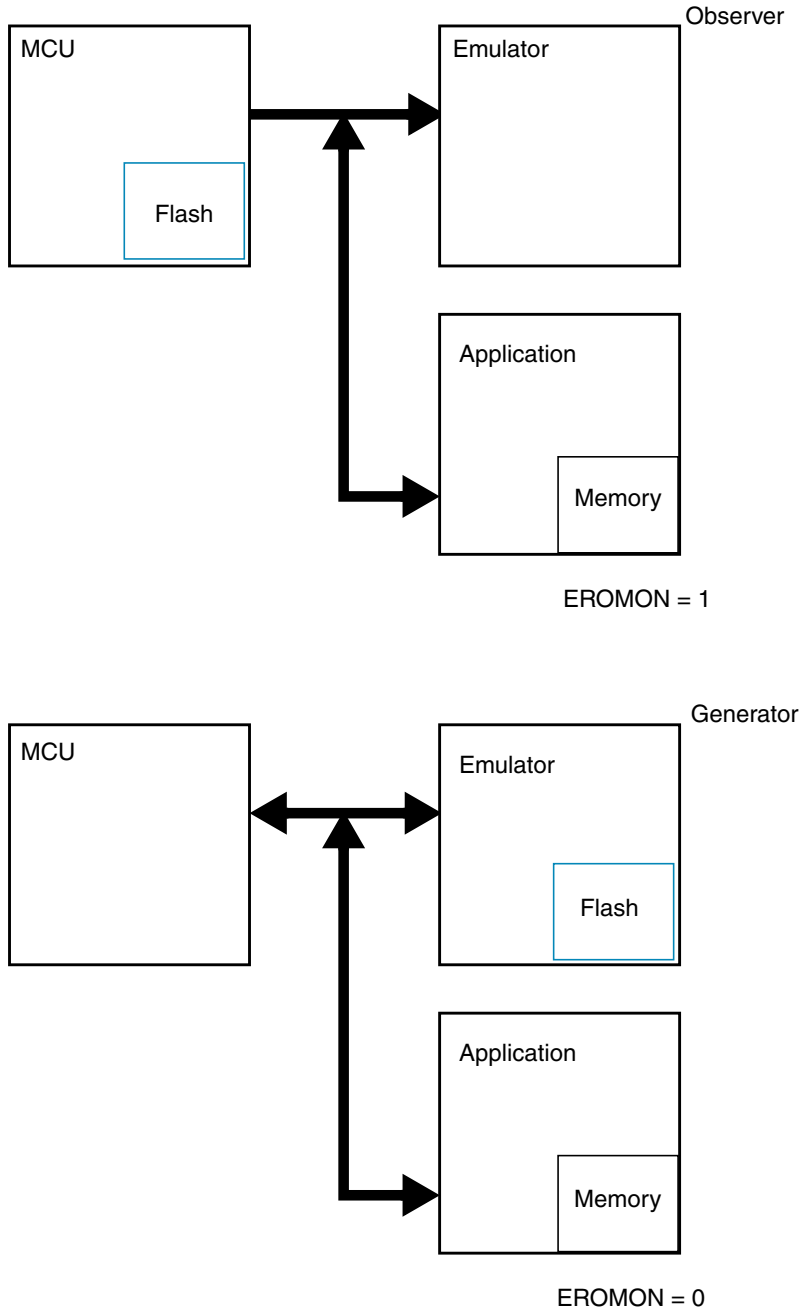 Observer
MCU
Emulator
Flash
Application
Memory
EROMON = 1
Generator
MCU
Emulator
Flash
Application
Memory
EROMON = 0